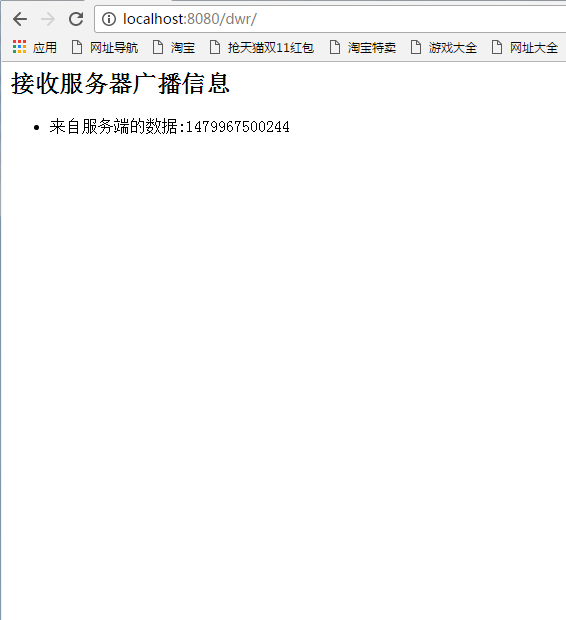 localhost:8080/dwr/
应用 网址导航 淘宝 抢天猫双11红包 淘宝特卖 游戏大全 网址大全
接收服务器广播信息
来自服务端的数据:1479967500244